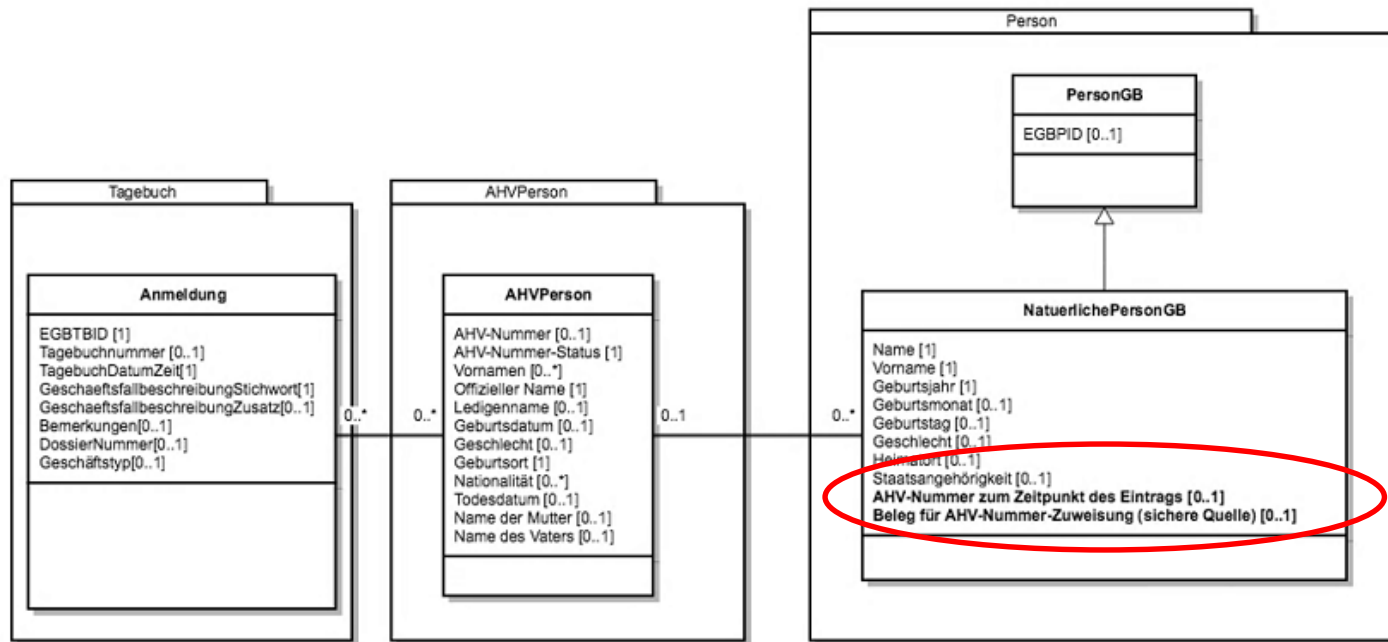 Tagebuch
Anmeldung
EGBTBID [1]
Tagebuchnummer [0..1]
TagebuchDatumZeit[1]
GeschaeftsfallbeschreibungStichwort[1]
GeschaeftsfallbeschreibungZusatz[0..1]
Bemerkungen[0..1]
DossierNummer[0..1]
Geschäftstyp[0..1]
0..*
0..*
AHVPerson
AHVPerson
AHV-Nummer [0..1]
AHV-Nummer-Status [1]
Vornamen [0..*]
Offizieller Name [1]
Ledigenname [0..1]
Geburtsdatum [0..1]
Geschlecht [0..1]
Geburtsort [1]
Nationalität [0..*]
Todesdatum [0..1]
Name der Mutter [0..1]
Name des Vaters [0..1]
0..1
0..*
Person
PersonGB
EGBPID [0..1]
NatuerlichePersonGB
Name [1]
Vorname [1]
Geburtsjahr [1]
Geburtsmonat [0..1]
Geburtstag [0..1]
Geschlecht [0..1]
Heimatort [0..1]
Staatsangehörigkeit [0..1]
AHV-Nummer zum Zeitpunkt des Eintrags [0..1]
Beleg für AHV-Nummer-Zuweisung (sichere Quelle) [0..1]